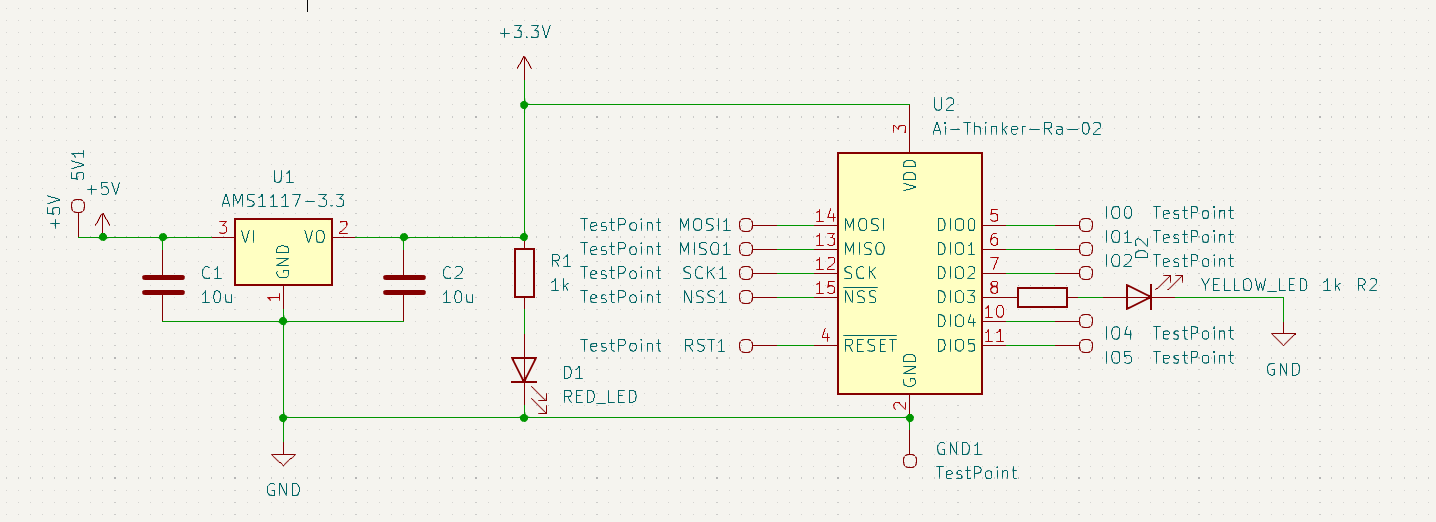 +3.3V
5V1
+5V
+5V
U1
AMS1117-3.3
3
VI
VO
2
GND
1
C1
10u
C2
10u
R1
1k
D1
RED_LED
GND
U2
Ai-Thinker-Ra-02
3
VDD
TestPoint MOSI1
14
MOSI
TestPoint MISO1
13
MISO
TestPoint SCK1
12
SCK
TestPoint NSS1
15
NSS
TestPoint RST1
4
RESET
DIO0
5
IO0 TestPoint
DIO1
6
IO1 TestPoint
DIO2
7
IO2 TestPoint
DIO3
8
D2
YELLOW_LED 1k R2
DIO4
10
IO4 TestPoint
DIO5
11
IO5 TestPoint
GND
GND
2
GND1
TestPoint